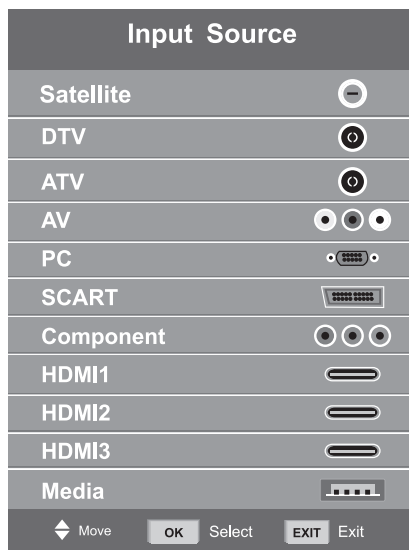 Input Source
Satellite
DTV
ATV
AV
PC
SCART
Component
HDMI1
HDMI2
HDMI3
Media
Move OK Select EXIT Exit